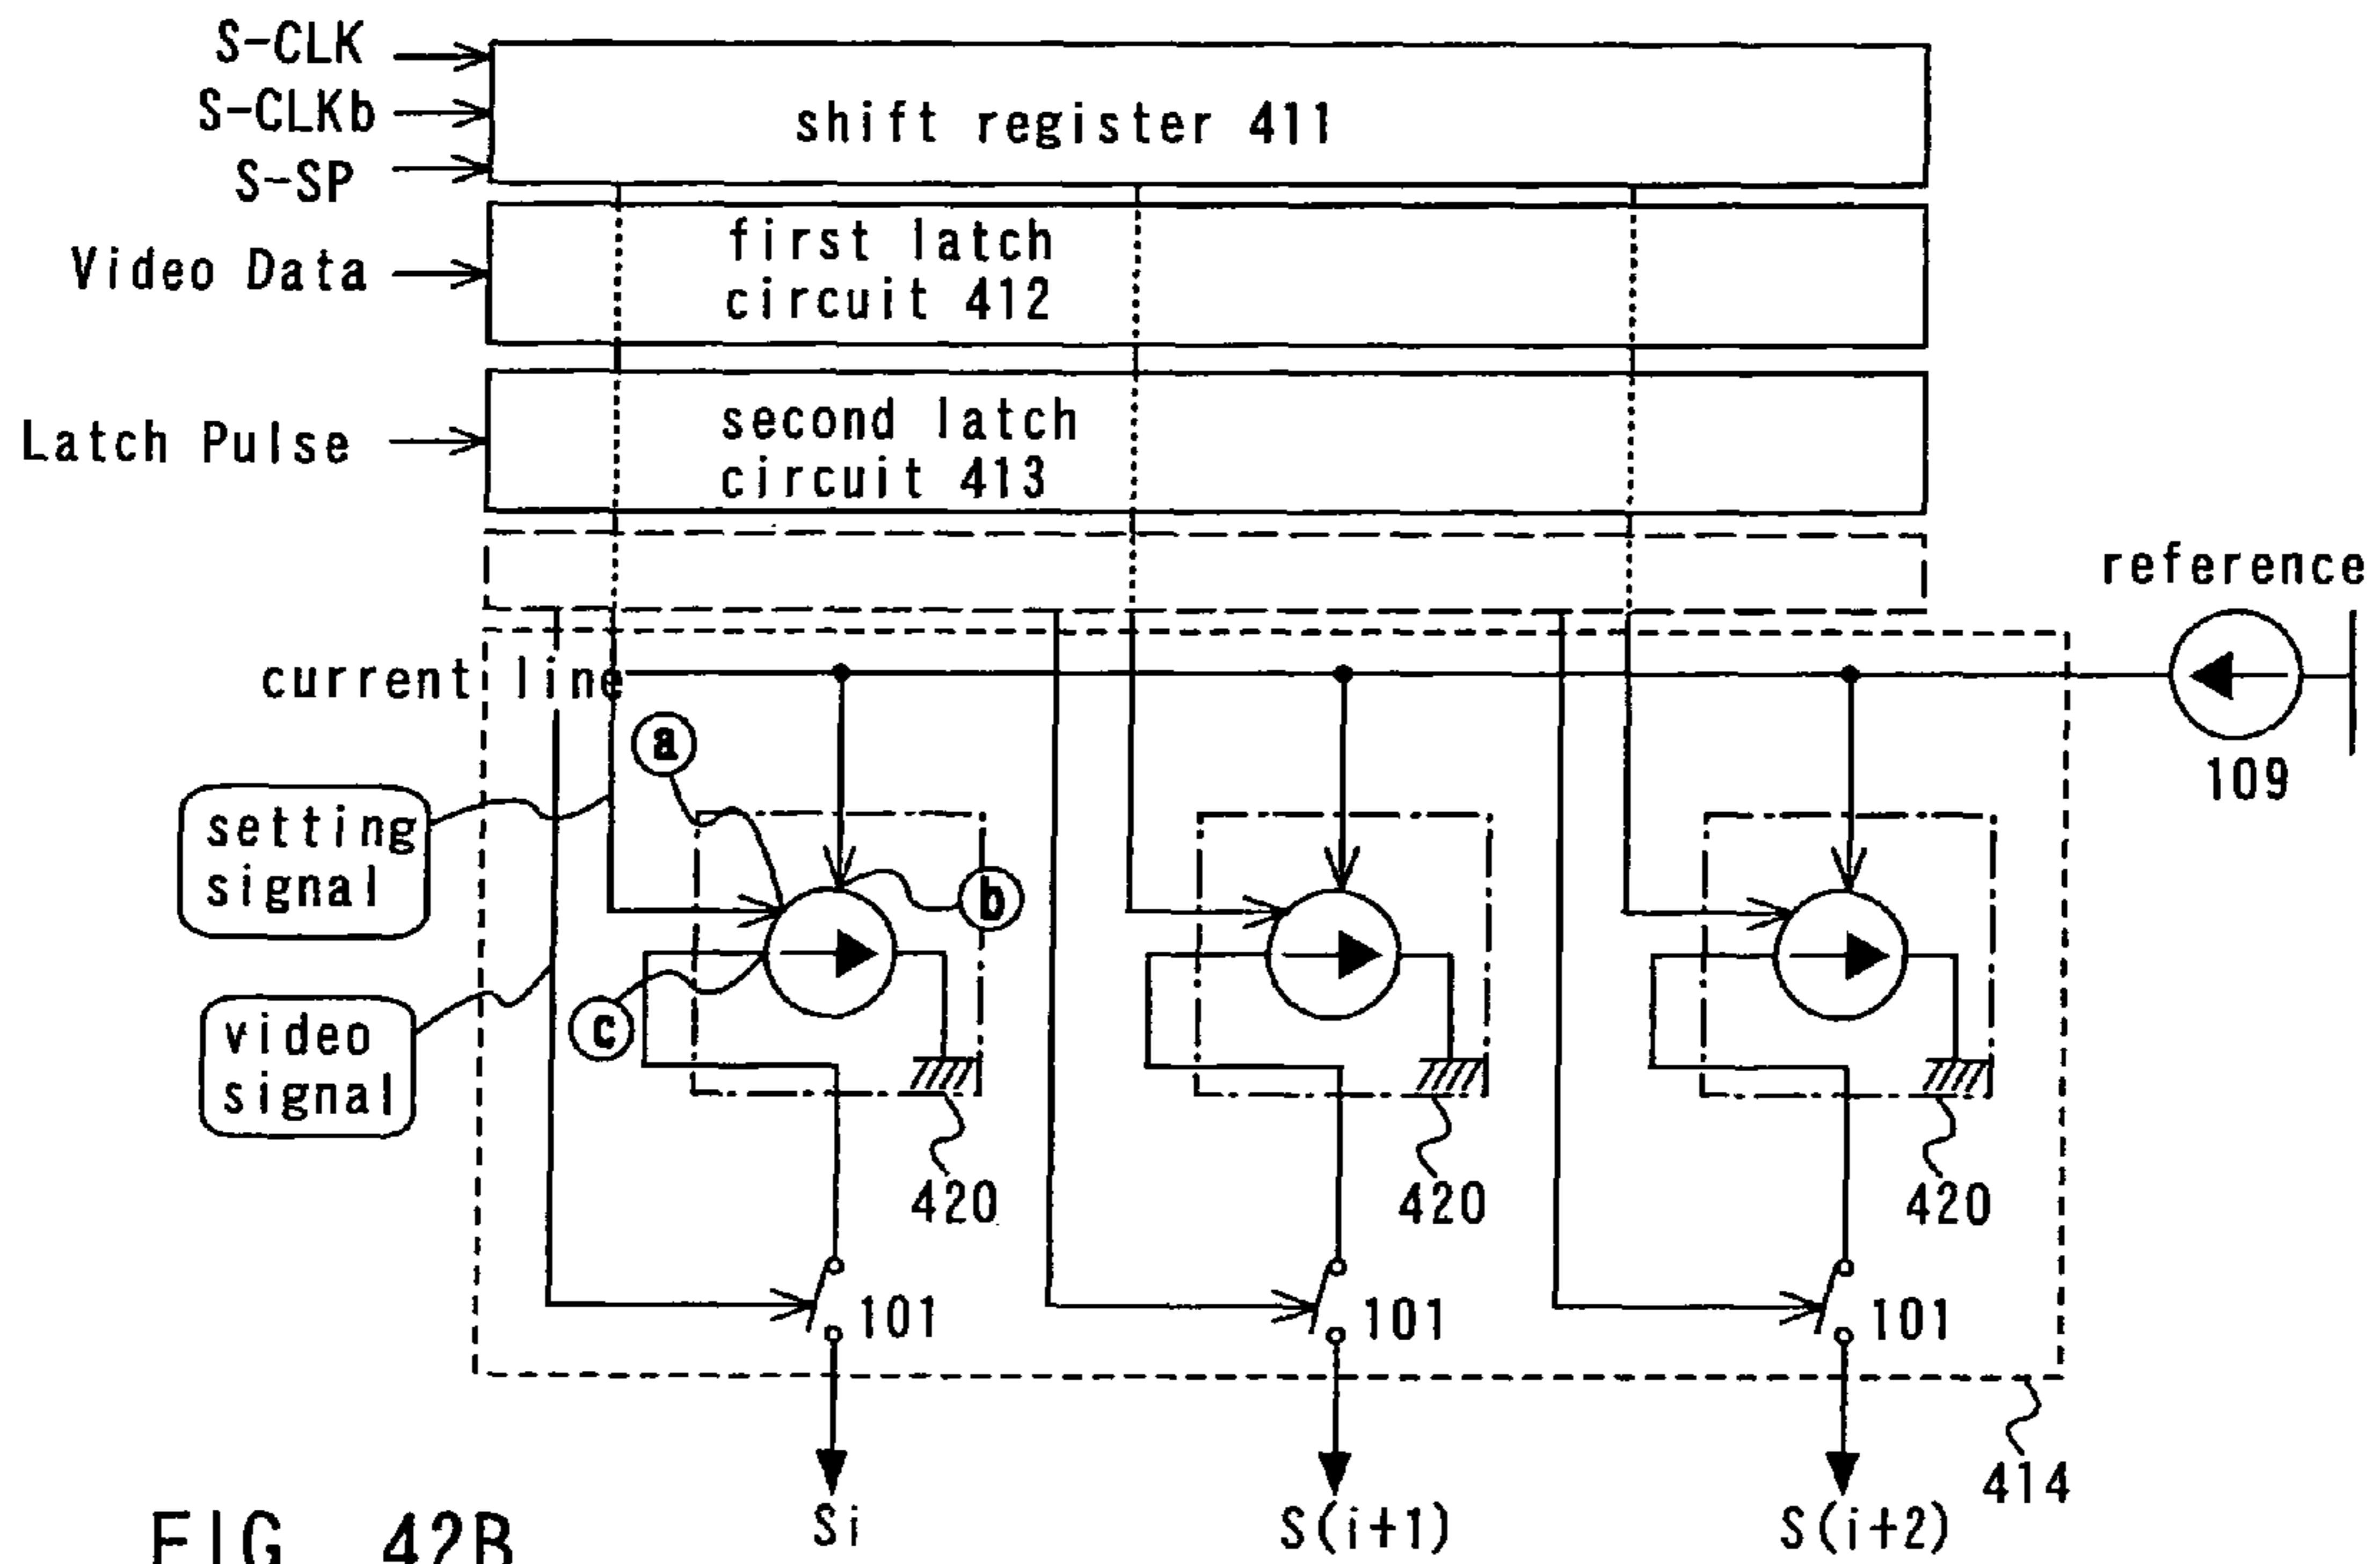 S-CLK
S-CLKb
S-SP
shift register 411
Video Data
first latch
circuit 412
Latch Pulse
second latch
circuit 413
reference
current line
109
a
setting
signal
b
c
video
signal
420
420
420
101
101
101
414
Si
S(i+1)
S(i+2)
FIG. 42B